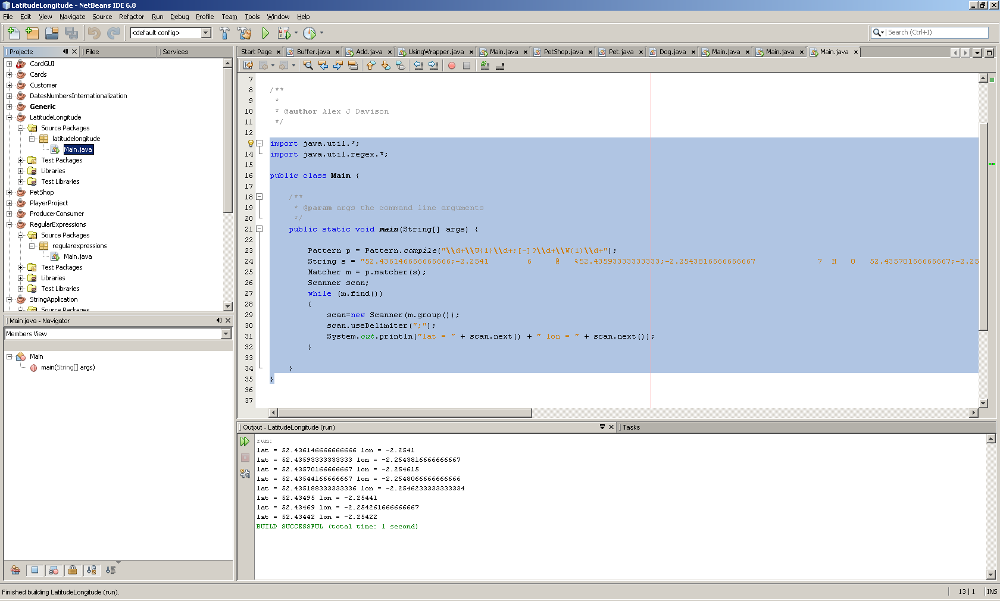 LatitudeLongitude - NetBeans IDE 6.8
File Edit View Navigate Source Refactor Run Debug Profile Team Tools Window Help
<default config>
Search (Ctrl+I)
Projects Files Services
CardGUI
Cards
Customer
DatesNumbersInternationalization
Generic
LatitudeLongitude
Source Packages
latitudelongitude
Main.java
Test Packages
Libraries
Test Libraries
PetShop
PlayerProject
ProducerConsumer
RegularExpressions
Source Packages
regularexpressions
Main.java
Test Packages
Libraries
Test Libraries
StringApplication
Source Packages
Main.java - Navigator
Members View
Main
main(String[] args)
Start Page Buffer.java Add.java UsingWrapper.java Main.java PetShop.java Pet.java Dog.java Main.java Main.java Main.java
7
8 /**
9 *
10 * @author Alex J Davison
11 */
12
import java.util.*;
14 import java.util.regex.*;
15
16 public class Main {
17
18 /**
19 * @param args the command line arguments
20 */
21 public static void main(String[] args) {
22
23 Pattern p = Pattern.compile("\\d+\\W{1}\\d+;[-]?\\d+\\W{1}\\d+");
24 String s = "52.436146666666666;-2.2541 6 @ %52.43593333333333;-2.2543816666666667 7 H O 52.43570166666667;-2.25
25 Matcher m = p.matcher(s);
26 Scanner scan;
27 while (m.find())
28 {
29 scan=new Scanner(m.group());
30 scan.useDelimiter(";");
31 System.out.println("lat = " + scan.next() + " lon = " + scan.next());
32 }
33
34 }
35 }
36
37
Output - LatitudeLongitude (run) Tasks
run:
lat = 52.436146666666666 lon = -2.2541
lat = 52.43593333333333 lon = -2.2543816666666667
lat = 52.43570166666667 lon = -2.254615
lat = 52.43544166666667 lon = -2.2548066666666666
lat = 52.435188333333336 lon = -2.2546233333333334
lat = 52.43495 lon = -2.25441
lat = 52.43469 lon = -2.254261666666667
lat = 52.43442 lon = -2.25422
BUILD SUCCESSFUL (total time: 1 second)
Finished building LatitudeLongitude (run).
13 | 1 INS